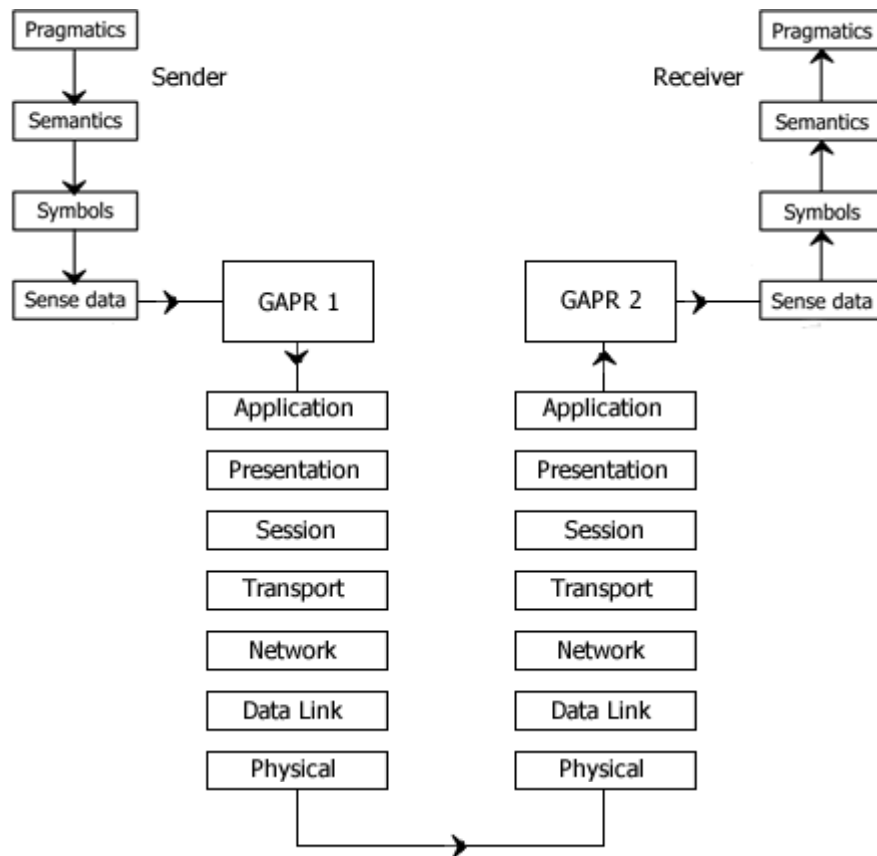 Pragmatics
Sender
Semantics
Symbols
Sense data
GAPR 1
Application
Presentation
Session
Transport
Network
Data Link
Physical
Pragmatics
Receiver
Semantics
Symbols
Sense data
GAPR 2
Application
Presentation
Session
Transport
Network
Data Link
Physical